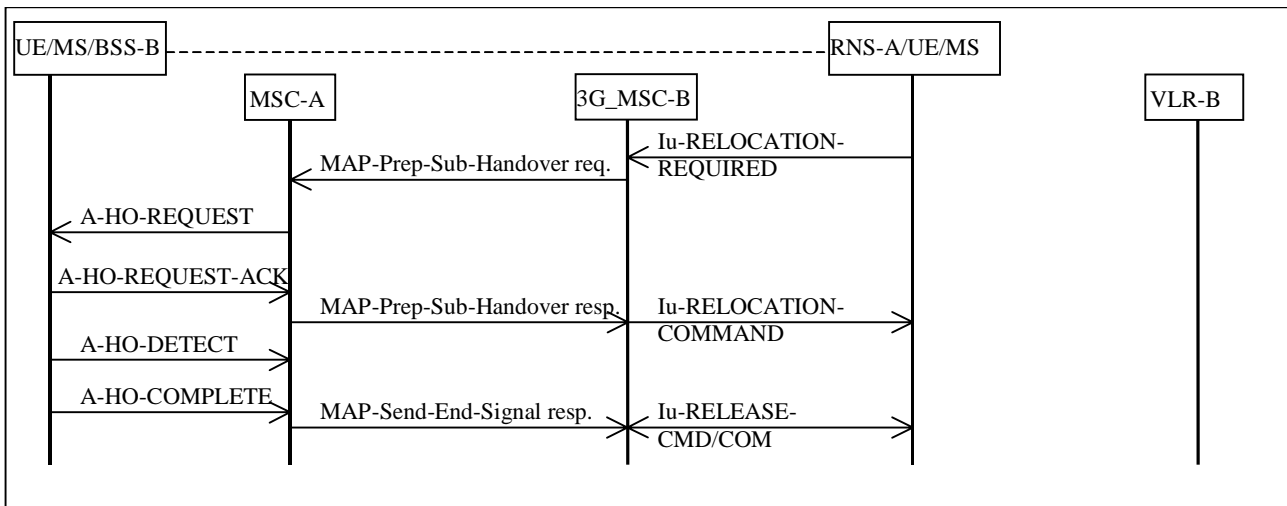 UE/MS/BSS-B
RNS-A/UE/MS
MSC-A
3G_MSC-B
VLR-B
Iu-RELOCATION-
REQUIRED
MAP-Prep-Sub-Handover req.
A-HO-REQUEST
A-HO-REQUEST-ACK
MAP-Prep-Sub-Handover resp.
Iu-RELOCATION-
COMMAND
A-HO-DETECT
A-HO-COMPLETE
MAP-Send-End-Signal resp.
Iu-RELEASE-
CMD/COM